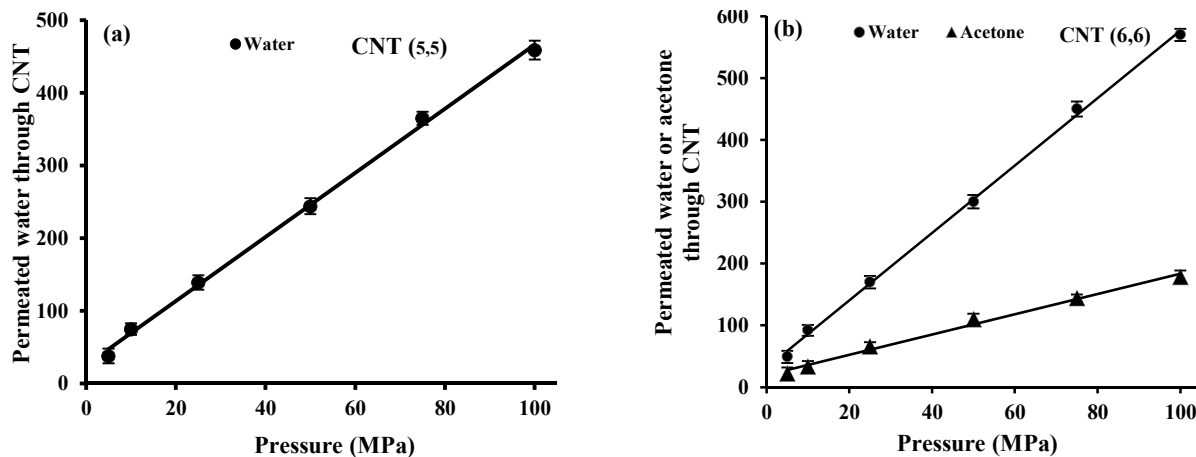 (a)
Water
CNT (5,5)
Permeated water through CNT
500
400
300
200
100
0
0 20 40 60 80 100
Pressure (MPa)
(b)
Water Acetone CNT (6,6)
Permeated water or acetone
through CNT
600
500
400
300
200
100
0
0 20 40 60 80 100
Pressure (MPa)